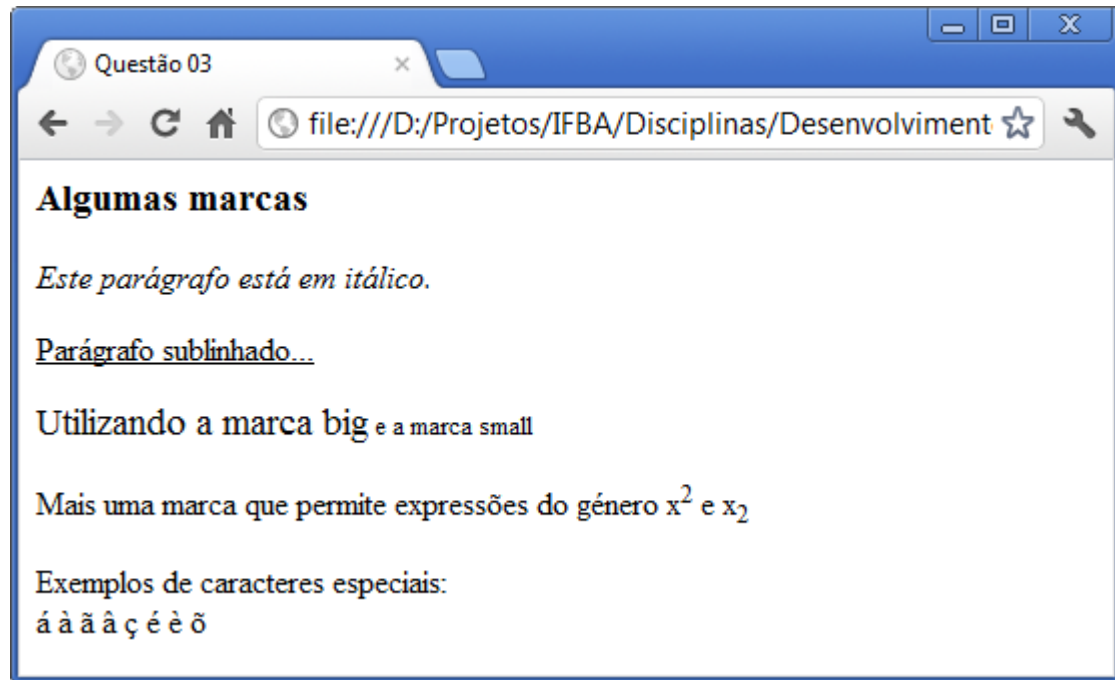 Questão 03
file:///D:/Projetos/IFBA/Disciplinas/Desenvolviment
Algumas marcas
Este parágrafo está em itálico.
Parágrafo sublinhado...
Utilizando a marca big e a marca small
Mais uma marca que permite expressões do género x² e x₂
Exemplos de caracteres especiais:
á à ã â ç é è õ